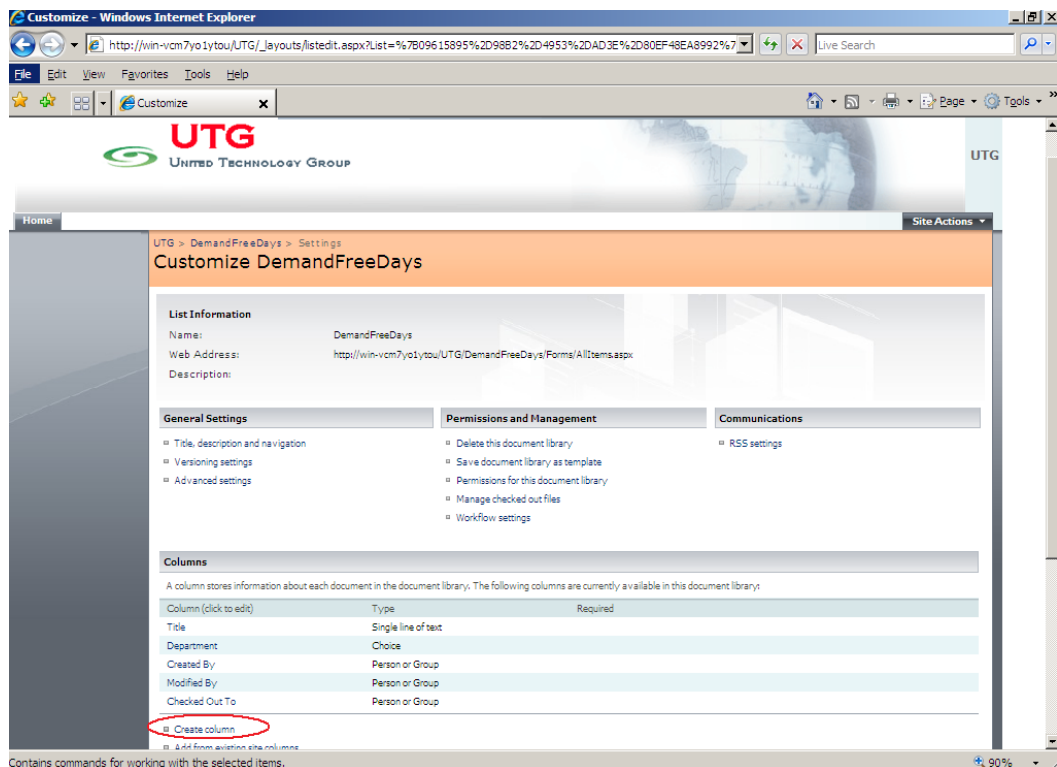 Customize - Windows Internet Explorer
http://win-vcm7yo1ytou/UTG/_layouts/listedit.aspx?List=%7B09615895%2D98B2%2D4953%2DAD3E%2D80EF48EA8992%7
Live Search
File Edit View Favorites Tools Help
Customize
Page Tools »
UTG
UNITED TECHNOLOGY GROUP
UTG
Home
Site Actions
UTG > DemandFreeDays > Settings
Customize DemandFreeDays
List Information
Name: DemandFreeDays
Web Address: http://win-vcm7yo1ytou/UTG/DemandFreeDays/Forms/AllItems.aspx
Description:
General Settings Permissions and Management Communications
Title, description and navigation Delete this document library RSS settings
Versioning settings Save document library as template
Advanced settings Permissions for this document library
Manage checked out files
Workflow settings
Columns
A column stores information about each document in the document library. The following columns are currently available in this document library:
Column (click to edit) Type Required
Title Single line of text
Department Choice
Created By Person or Group
Modified By Person or Group
Checked Out To Person or Group
Create column
Add from existing site columns
Contains commands for working with the selected items.
90%